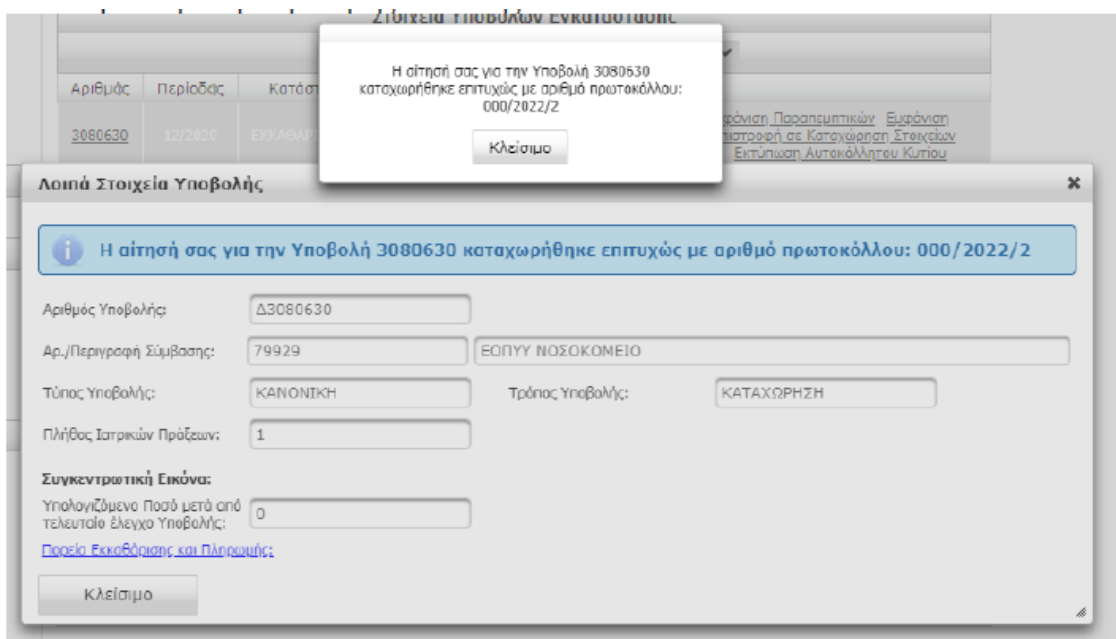 Στοιχεία Υποβολών Εγκατάστασης
Η αίτησή σας για την Υποβολή 3080630
καταχωρήθηκε επιτυχώς με αριθμό πρωτοκόλλου:
000/2022/2
Κλείσιμο
Αριθμός Περίοδος
3080630 12/2020
Παραπεμπτικών Εμφάνιση
σε Καταχώρηση Στοιχείων
Εκτύπωση Αυτοκόλλητου Κυτίου
Λοιπά Στοιχεία Υποβολής
Η αίτησή σας για την Υποβολή 3080630 καταχωρήθηκε επιτυχώς με αριθμό πρωτοκόλλου: 000/2022/2
Αριθμός Υποβολής: Δ3080630
Αρ./Περιγραφή Σύμβασης: 79929 ΕΟΠΥΥ ΝΟΣΟΚΟΜΕΙΟ
Τύπος Υποβολής: ΚΑΝΟΝΙΚΗ Τρόπος Υποβολής: ΚΑΤΑΧΩΡΗΣΗ
Πλήθος Ιατρικών Πράξεων: 1
Συγκεντρωτική Εικόνα:
Υπολογιζόμενο Ποσό μετά από
τελευταίο έλεγχο Υποβολής: 0
Πορεία Εκκαθάρισης και Πληρωμής:
Κλείσιμο